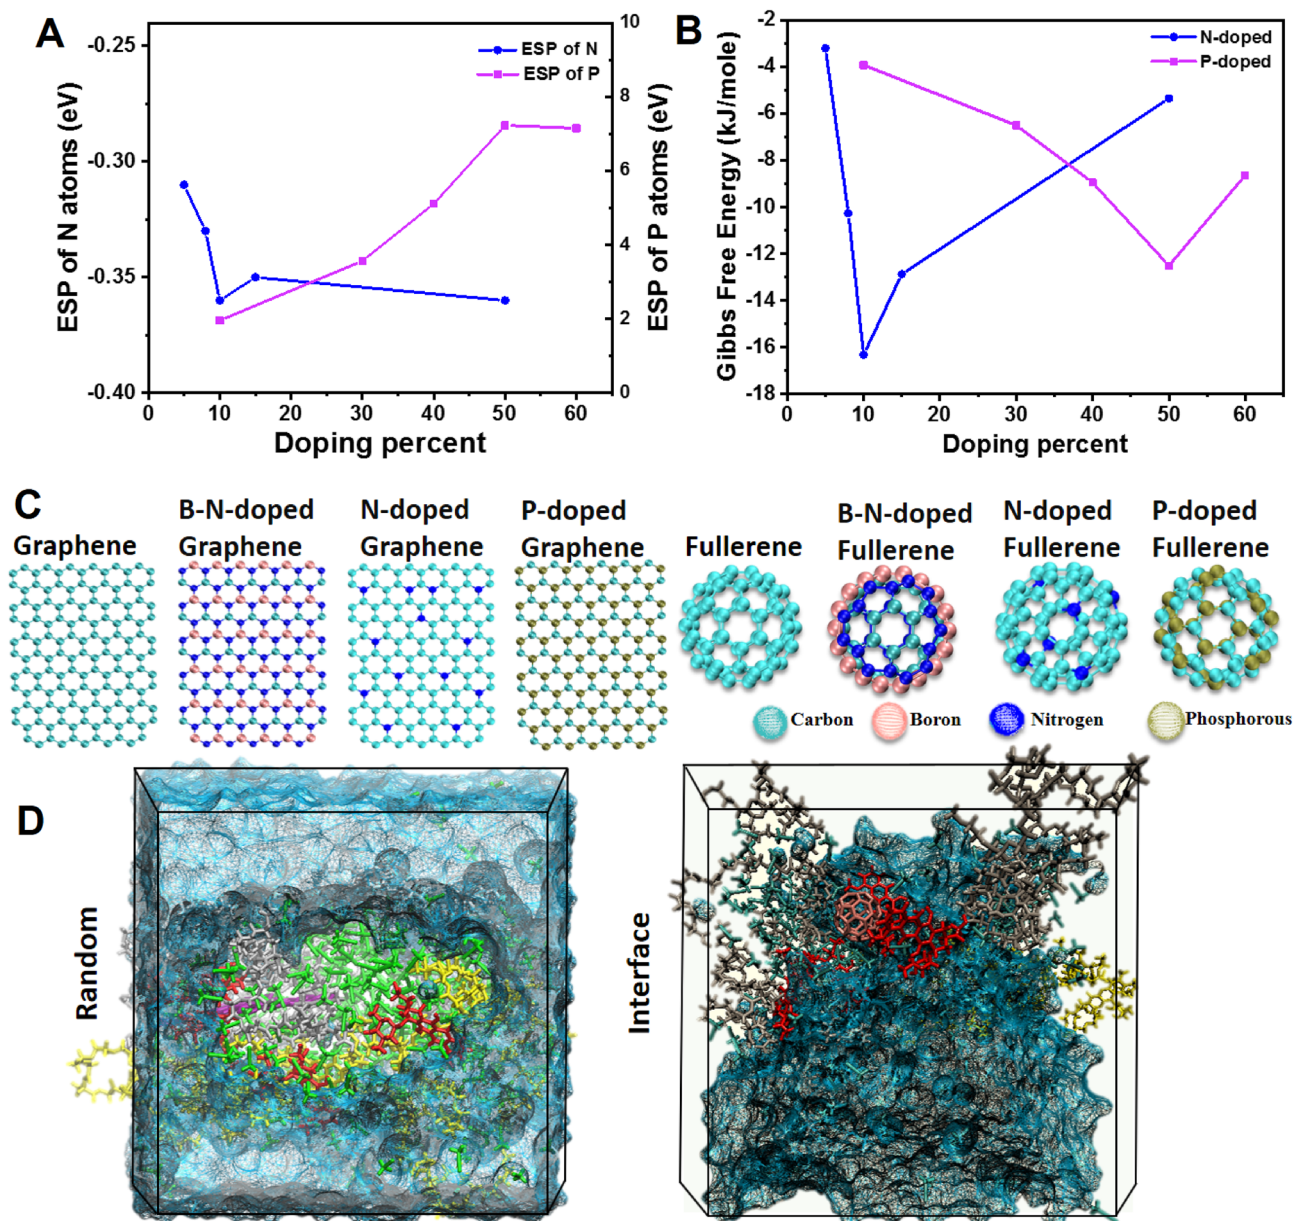 A
ESP of N atoms (eV)
-0.25
-0.30
-0.35
-0.40
0 10 20 30 40 50 60
Doping percent
ESP of N
ESP of P
10
8
6
4
2
0
ESP of P atoms (eV)
B
Gibbs Free Energy (kJ/mole)
-2
-4
-6
-8
-10
-12
-14
-16
-18
0 10 20 30 40 50 60
Doping percent
N-doped
P-doped
C
Graphene
B-N-doped
Graphene
N-doped
Graphene
P-doped
Graphene
Fullerene
B-N-doped
Fullerene
N-doped
Fullerene
P-doped
Fullerene
Carbon
Boron
Nitrogen
Phosphorous
D
Random
Interface